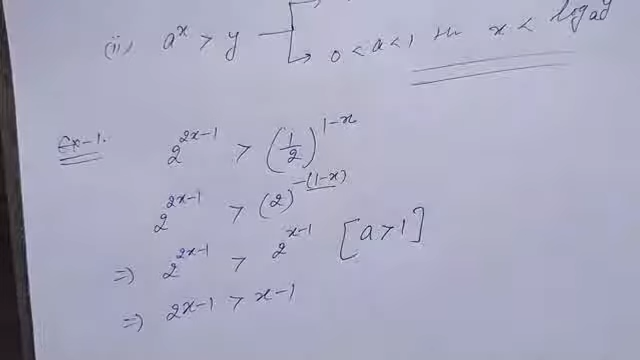 (ii) a^x > y → 0 < a < 1 x < log_a y
Ex-1. 2^{2x-1} > (1/2)^{1-x}
2^{2x-1} > (2)^{-(1-x)}
⇒ 2^{2x-1} > 2^{x-1} [a > 1]
⇒ 2x-1 > x-1